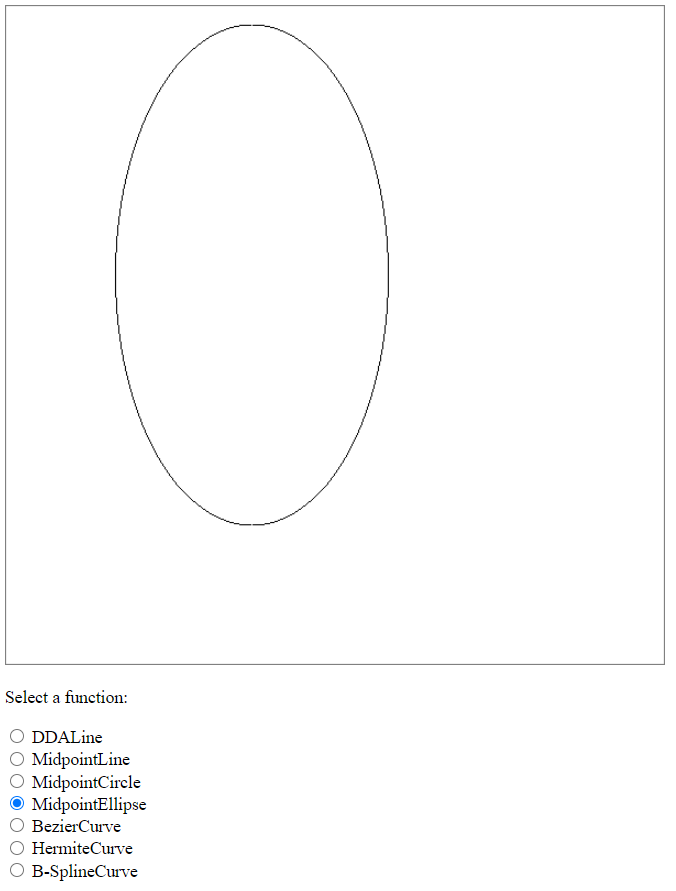 Select a function:
DDALine
MidpointLine
MidpointCircle
MidpointEllipse
BezierCurve
HermiteCurve
B-SplineCurve